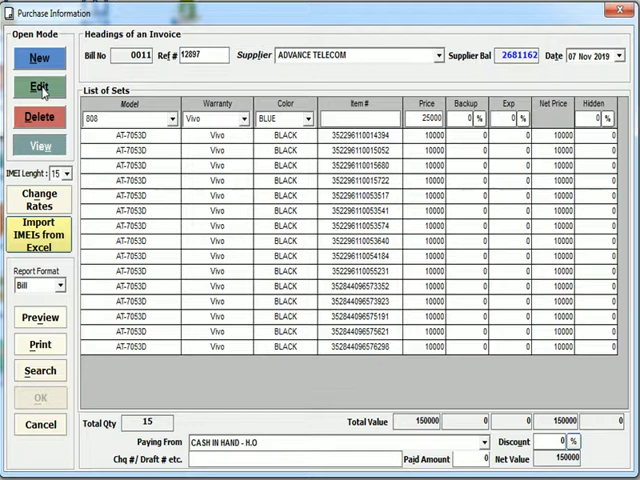 Purchase Information
Open Mode
New
Edit
Delete
View
IMEI Lenght : 15
Change Rates
Import IMEIs from Excel
Report Format
Bill
Preview
Print
Search
OK
Cancel
Headings of an Invoice
Bill No 0011 Ref # 12897 Supplier ADVANCE TELECOM Supplier Bal 2681162 Date 07 Nov 2019
List of Sets
Model Warranty Color Item # Price Backup Exp Net Price Hidden
808 Vivo BLUE 25000 0 % 0 % 0 %
AT-7053D Vivo BLACK 352296110014394 10000 0 0 10000 0
AT-7053D Vivo BLACK 352296110015052 10000 0 0 10000 0
AT-7053D Vivo BLACK 352296110015680 10000 0 0 10000 0
AT-7053D Vivo BLACK 352296110015722 10000 0 0 10000 0
AT-7053D Vivo BLACK 352296110053517 10000 0 0 10000 0
AT-7053D Vivo BLACK 352296110053541 10000 0 0 10000 0
AT-7053D Vivo BLACK 352296110053574 10000 0 0 10000 0
AT-7053D Vivo BLACK 352296110053640 10000 0 0 10000 0
AT-7053D Vivo BLACK 352296110054184 10000 0 0 10000 0
AT-7053D Vivo BLACK 352296110055231 10000 0 0 10000 0
AT-7053D Vivo BLACK 352844096573352 10000 0 0 10000 0
AT-7053D Vivo BLACK 352844096573923 10000 0 0 10000 0
AT-7053D Vivo BLACK 352844096575191 10000 0 0 10000 0
AT-7053D Vivo BLACK 352844096575621 10000 0 0 10000 0
AT-7053D Vivo BLACK 352844096576298 10000 0 0 10000 0
Total Qty 15 Total Value 150000 0 0 150000 0
Paying From CASH IN HAND - H.O Discount 0 %
Chq #/ Draft # etc. Paid Amount 0 Net Value 150000